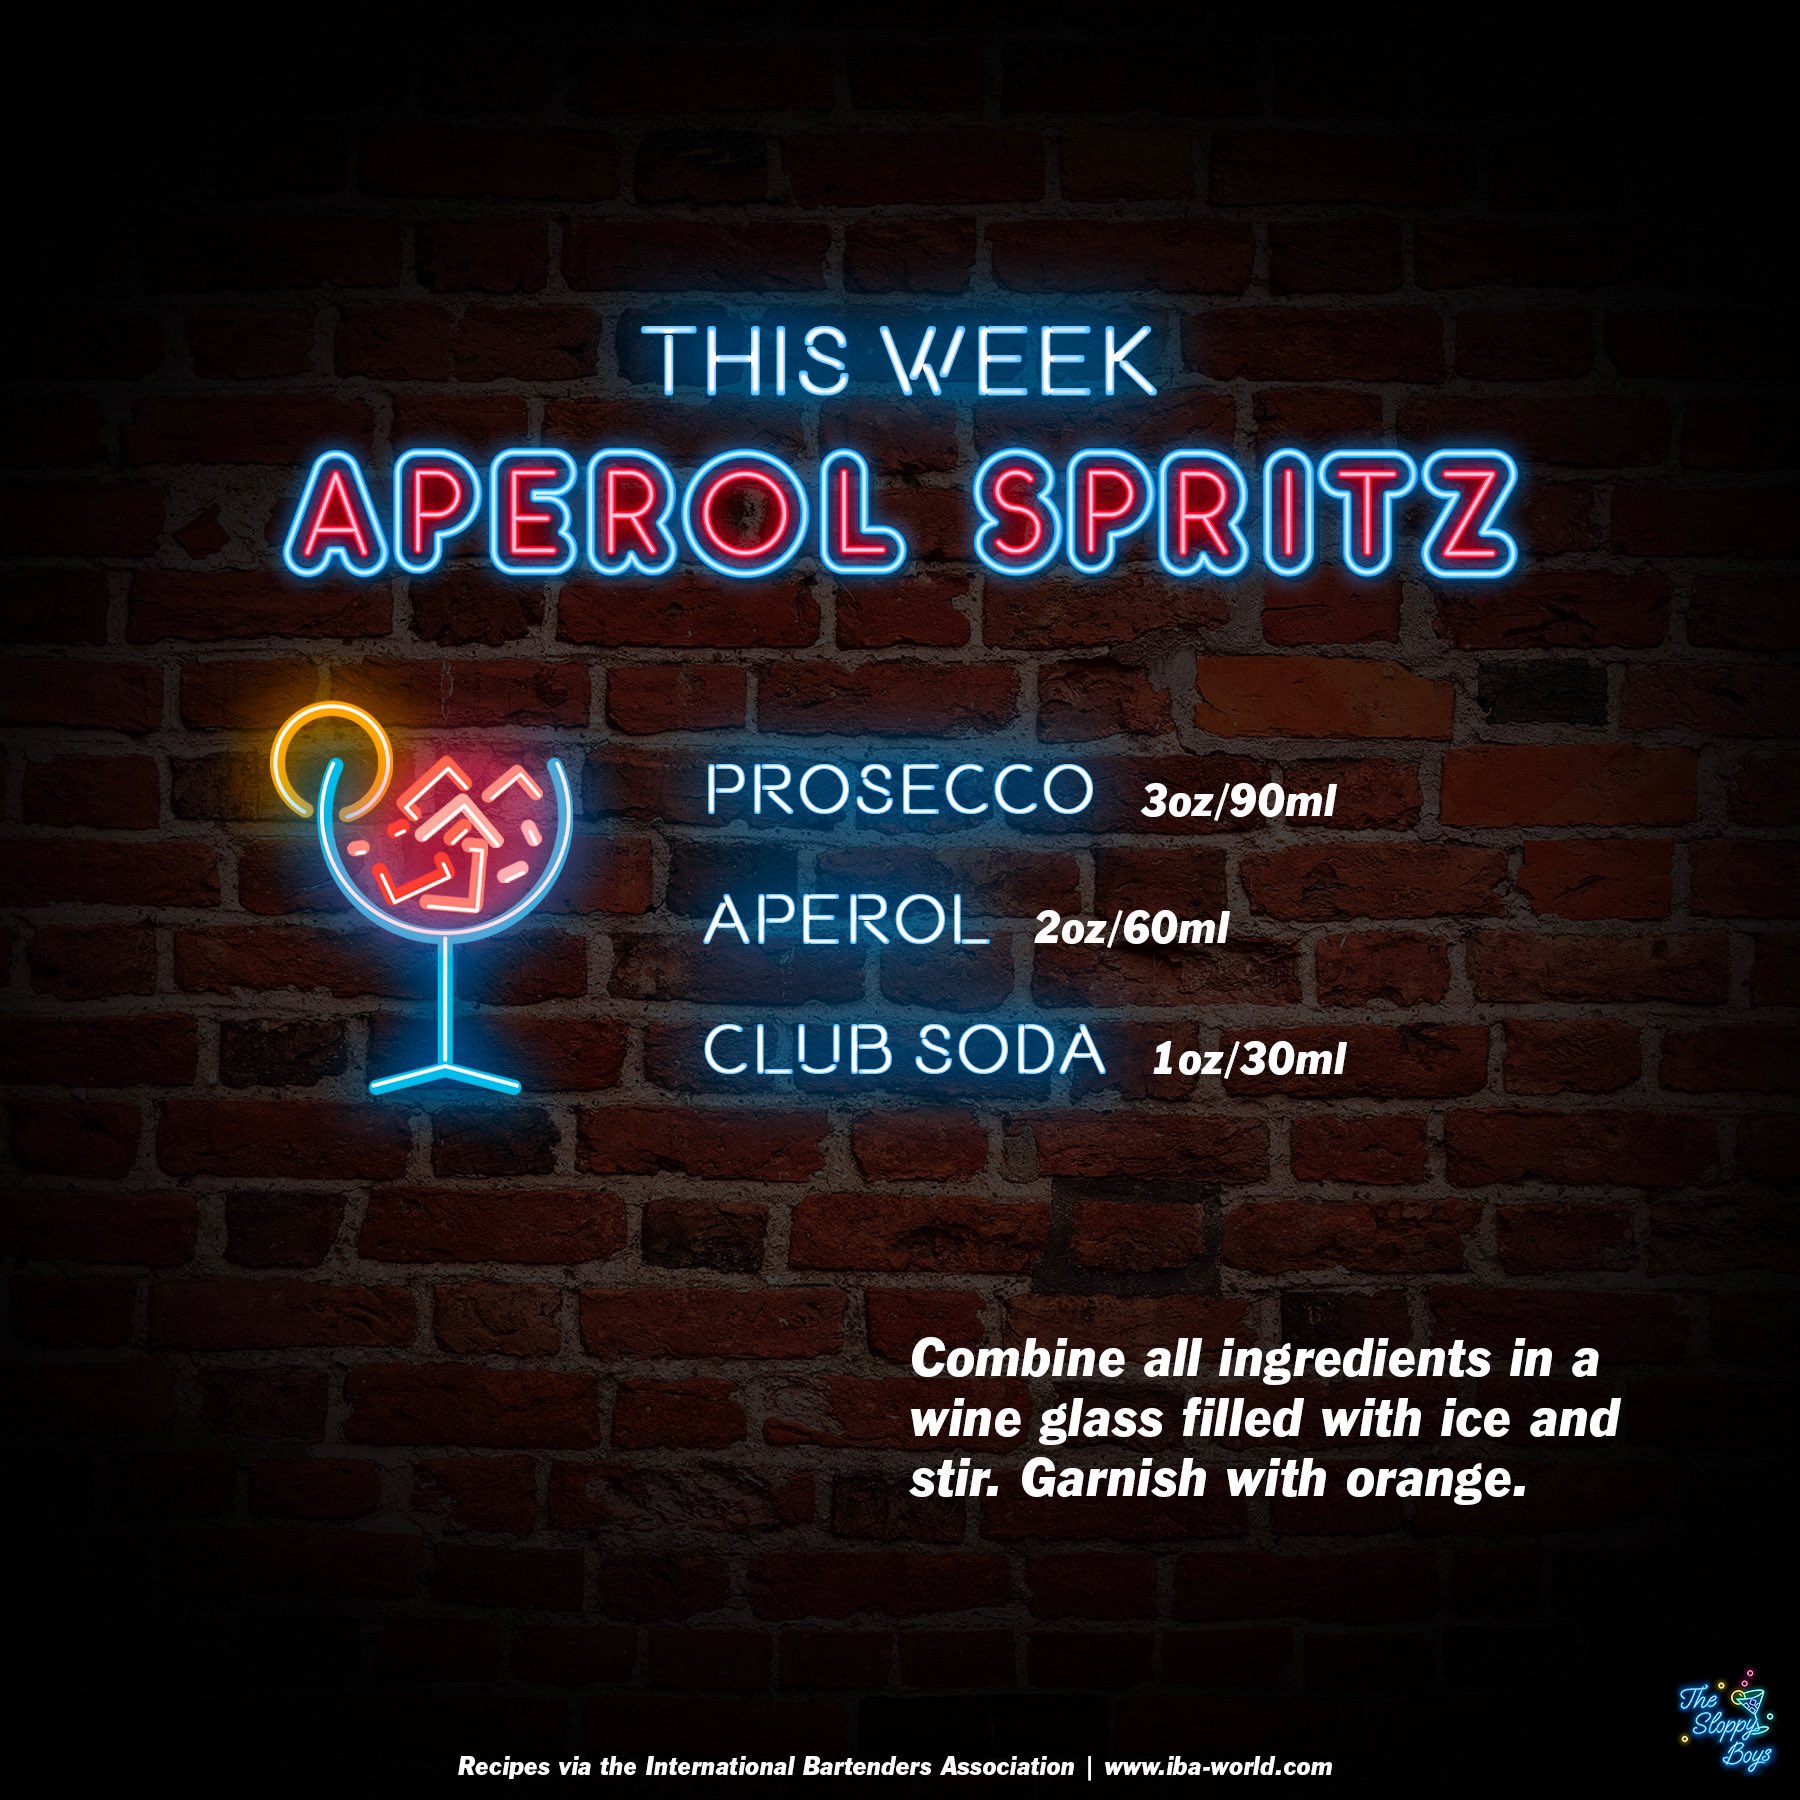 THIS WEEK
APEROL SPRITZ
PROSECCO 3oz/90ml
APEROL 2oz/60ml
CLUB SODA 1oz/30ml
Combine all ingredients in a
wine glass filled with ice and
stir. Garnish with orange.
The
Sloppy
Boys
Recipes via the International Bartenders Association | www.iba-world.com